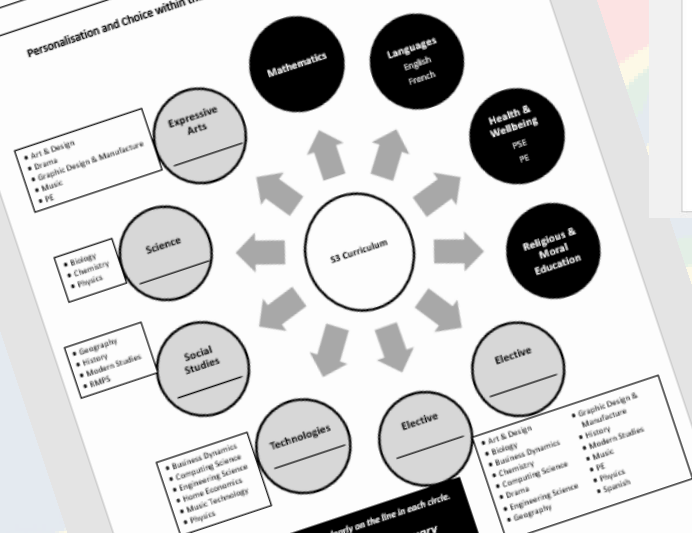 Personalisation and Choice within
Mathematics
Languages
English
French
Expressive
Arts
Health &
Wellbeing
PSE
PE
• Art & Design
• Drama
• Graphic Design & Manufacture
• Music
• PE
Science
• Biology
• Chemistry
• Physics
S3 Curriculum
Religious &
Moral
Education
Social
Studies
• Geography
• History
• Modern Studies
• RMPS
Elective
Technologies
• Business Dynamics
• Computing Science
• Engineering Science
• Home Economics
• Music Technology
• Physics
Elective
• Art & Design
• Biology
• Business Dynamics
• Chemistry
• Computing Science
• Drama
• Engineering Science
• Geography
• Graphic Design &
Manufacture
• History
• Modern Studies
• Music
• PE
• Physics
• Spanish
on the line in each circle.